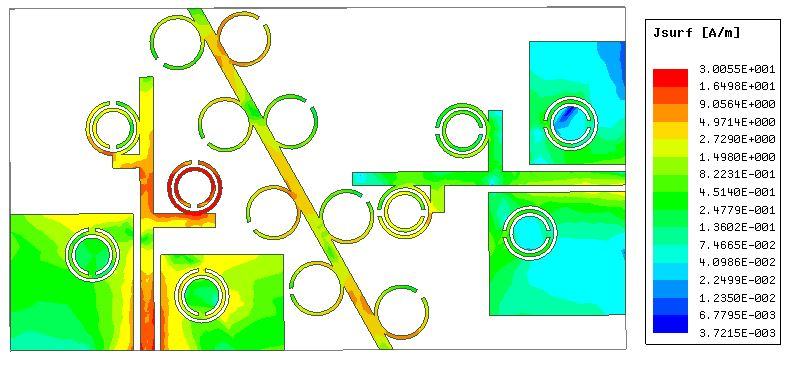 Jsurf [A/m]
3.0055E+001
1.6498E+001
9.0564E+000
4.9714E+000
2.7290E+000
1.4980E+000
8.2231E-001
4.5140E-001
2.4779E-001
1.3602E-001
7.4665E-002
4.0986E-002
2.2499E-002
1.2350E-002
6.7795E-003
3.7215E-003